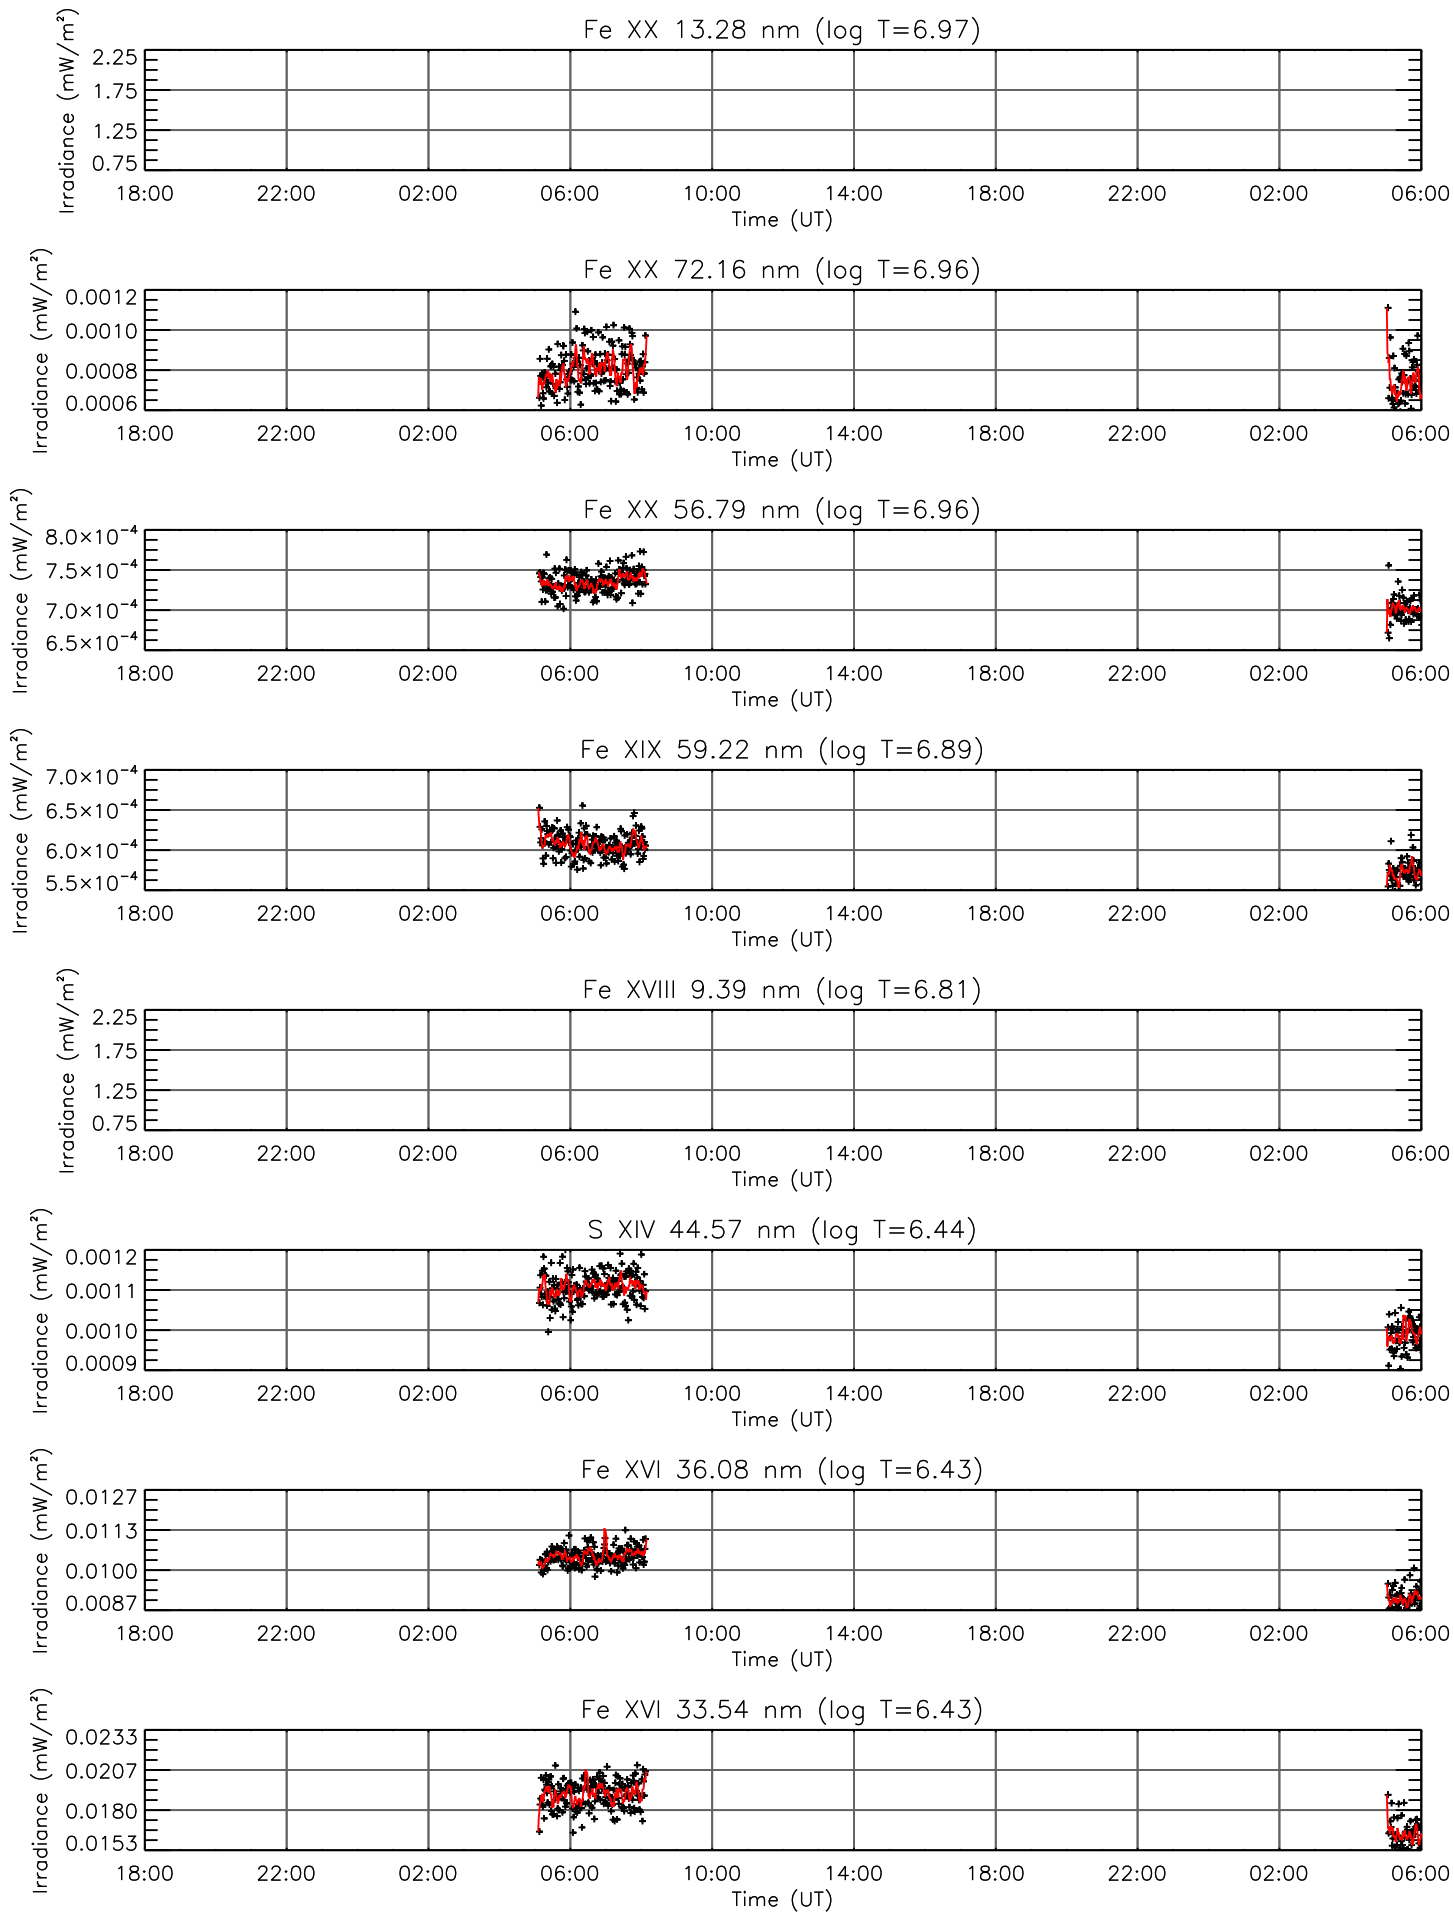 Fe XX 13.28 nm (log T=6.97)
Irradiance (mW/m²)
2.25
1.75
1.25
0.75
18:00 22:00 02:00 06:00 10:00 14:00 18:00 22:00 02:00 06:00
Time (UT)
Fe XX 72.16 nm (log T=6.96)
Irradiance (mW/m²)
0.0012
0.0010
0.0008
0.0006
18:00 22:00 02:00 06:00 10:00 14:00 18:00 22:00 02:00 06:00
Time (UT)
Fe XX 56.79 nm (log T=6.96)
Irradiance (mW/m²)
8.0×10⁻⁴
7.5×10⁻⁴
7.0×10⁻⁴
6.5×10⁻⁴
18:00 22:00 02:00 06:00 10:00 14:00 18:00 22:00 02:00 06:00
Time (UT)
Fe XIX 59.22 nm (log T=6.89)
Irradiance (mW/m²)
7.0×10⁻⁴
6.5×10⁻⁴
6.0×10⁻⁴
5.5×10⁻⁴
18:00 22:00 02:00 06:00 10:00 14:00 18:00 22:00 02:00 06:00
Time (UT)
Fe XVIII 9.39 nm (log T=6.81)
Irradiance (mW/m²)
2.25
1.75
1.25
0.75
18:00 22:00 02:00 06:00 10:00 14:00 18:00 22:00 02:00 06:00
Time (UT)
S XIV 44.57 nm (log T=6.44)
Irradiance (mW/m²)
0.0012
0.0011
0.0010
0.0009
18:00 22:00 02:00 06:00 10:00 14:00 18:00 22:00 02:00 06:00
Time (UT)
Fe XVI 36.08 nm (log T=6.43)
Irradiance (mW/m²)
0.0127
0.0113
0.0100
0.0087
18:00 22:00 02:00 06:00 10:00 14:00 18:00 22:00 02:00 06:00
Time (UT)
Fe XVI 33.54 nm (log T=6.43)
Irradiance (mW/m²)
0.0233
0.0207
0.0180
0.0153
18:00 22:00 02:00 06:00 10:00 14:00 18:00 22:00 02:00 06:00
Time (UT)